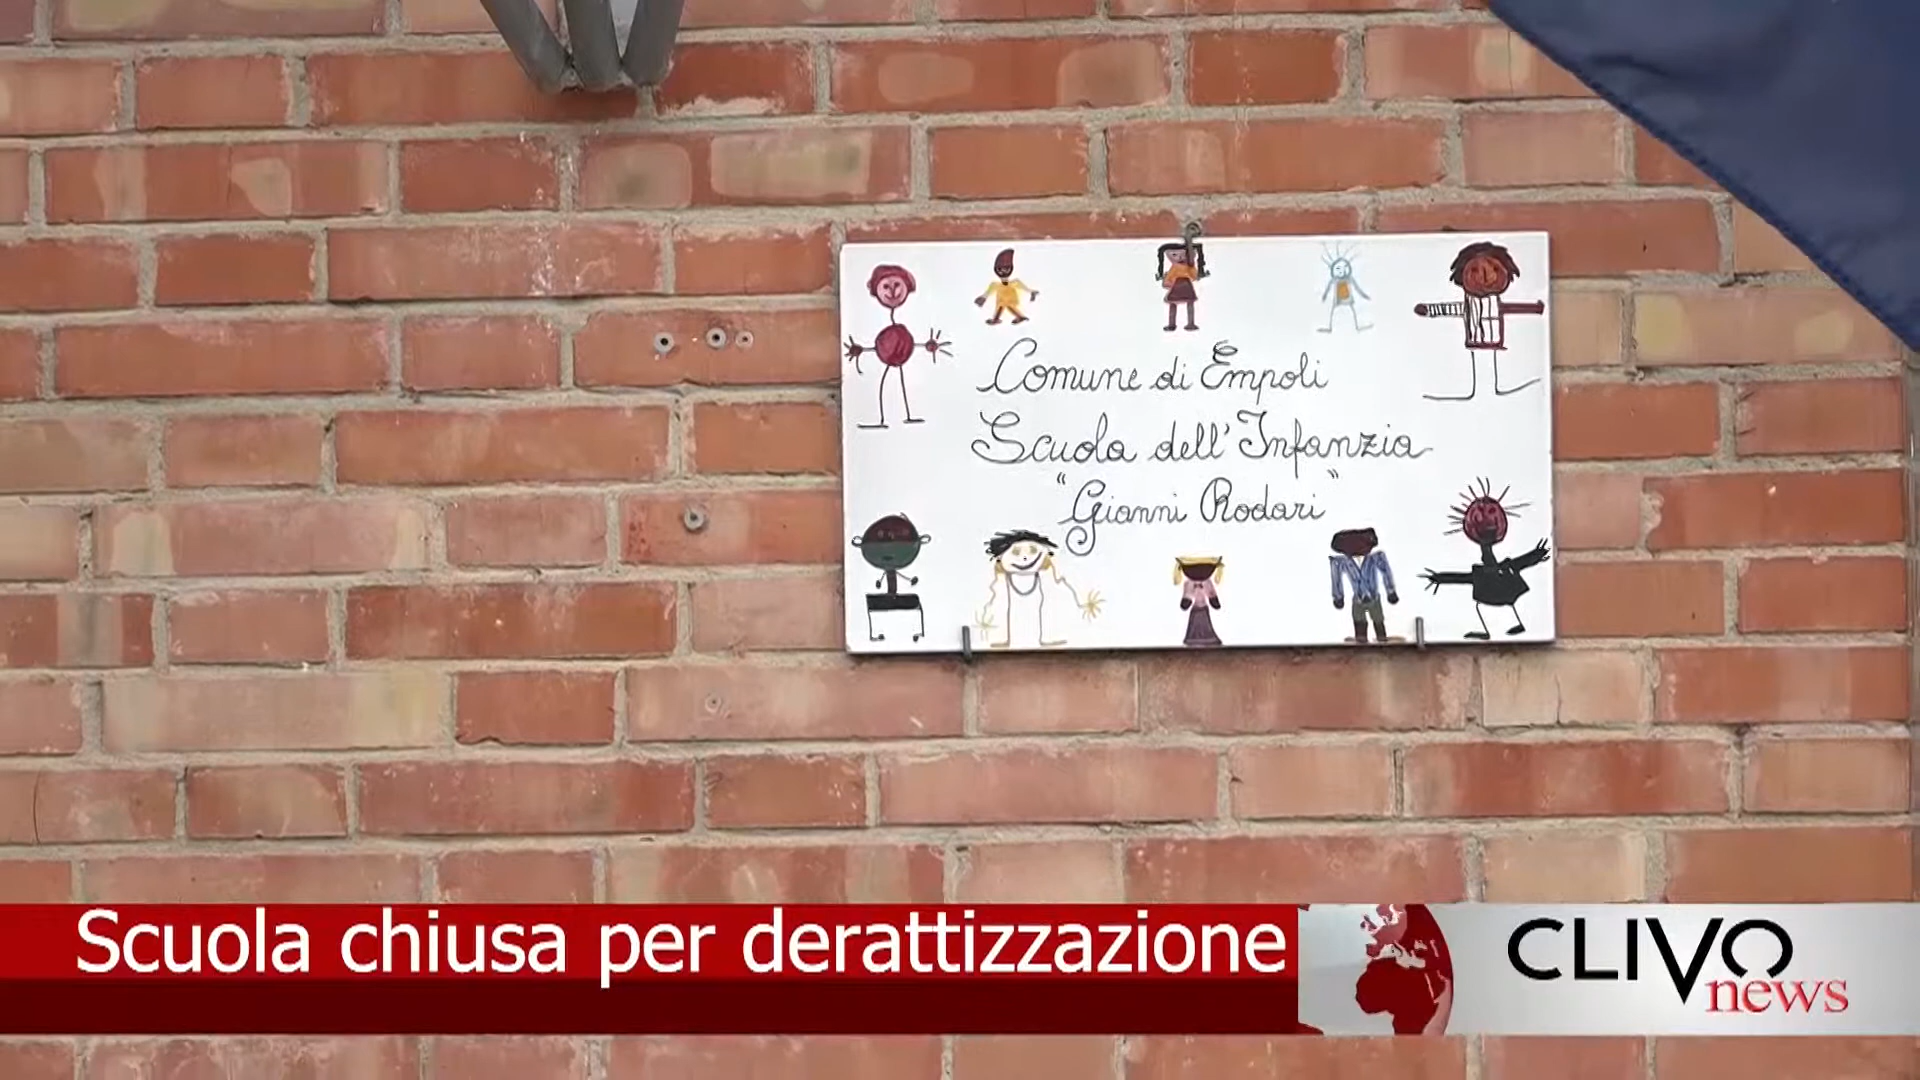 Comune di Empoli
Scuola dell'Infanzia
"Gianni Rodari"
Scuola chiusa per derattizzazione
CLIVO
news